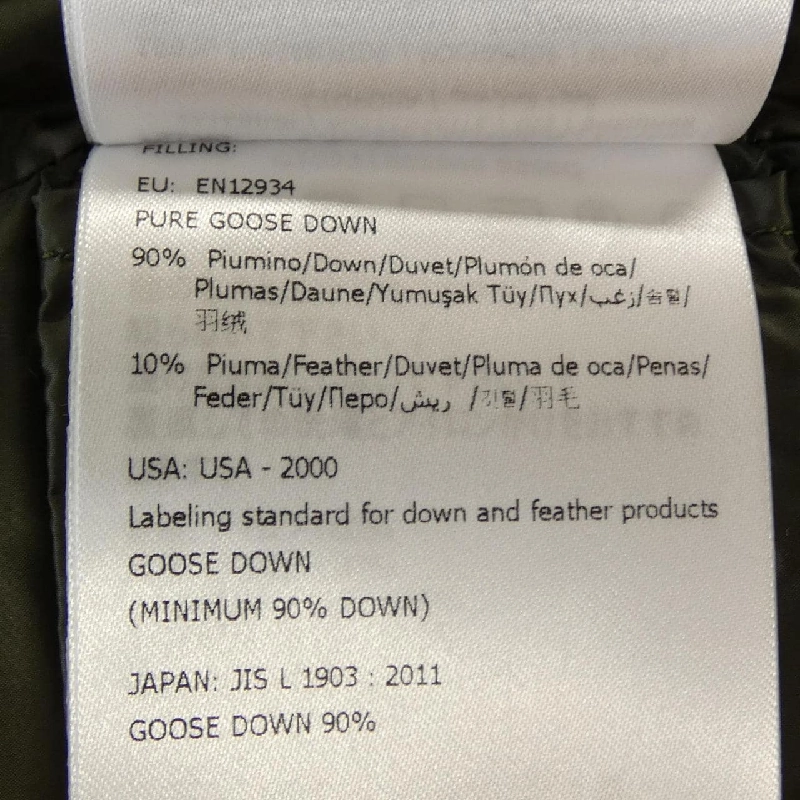 FILLING:
EU: EN12934
PURE GOOSE DOWN
90% Piumino/Down/Duvet/Plumón de oca/
Plumas/Daune/Yumuşak Tüy/Пух/زغب/솜털/
羽绒
10% Piuma/Feather/Duvet/Pluma de oca/Penas/
Feder/Tüy/Перо/ريش /깃털/羽毛
USA: USA - 2000
Labeling standard for down and feather products
GOOSE DOWN
(MINIMUM 90% DOWN)
JAPAN: JIS L 1903 : 2011
GOOSE DOWN 90%